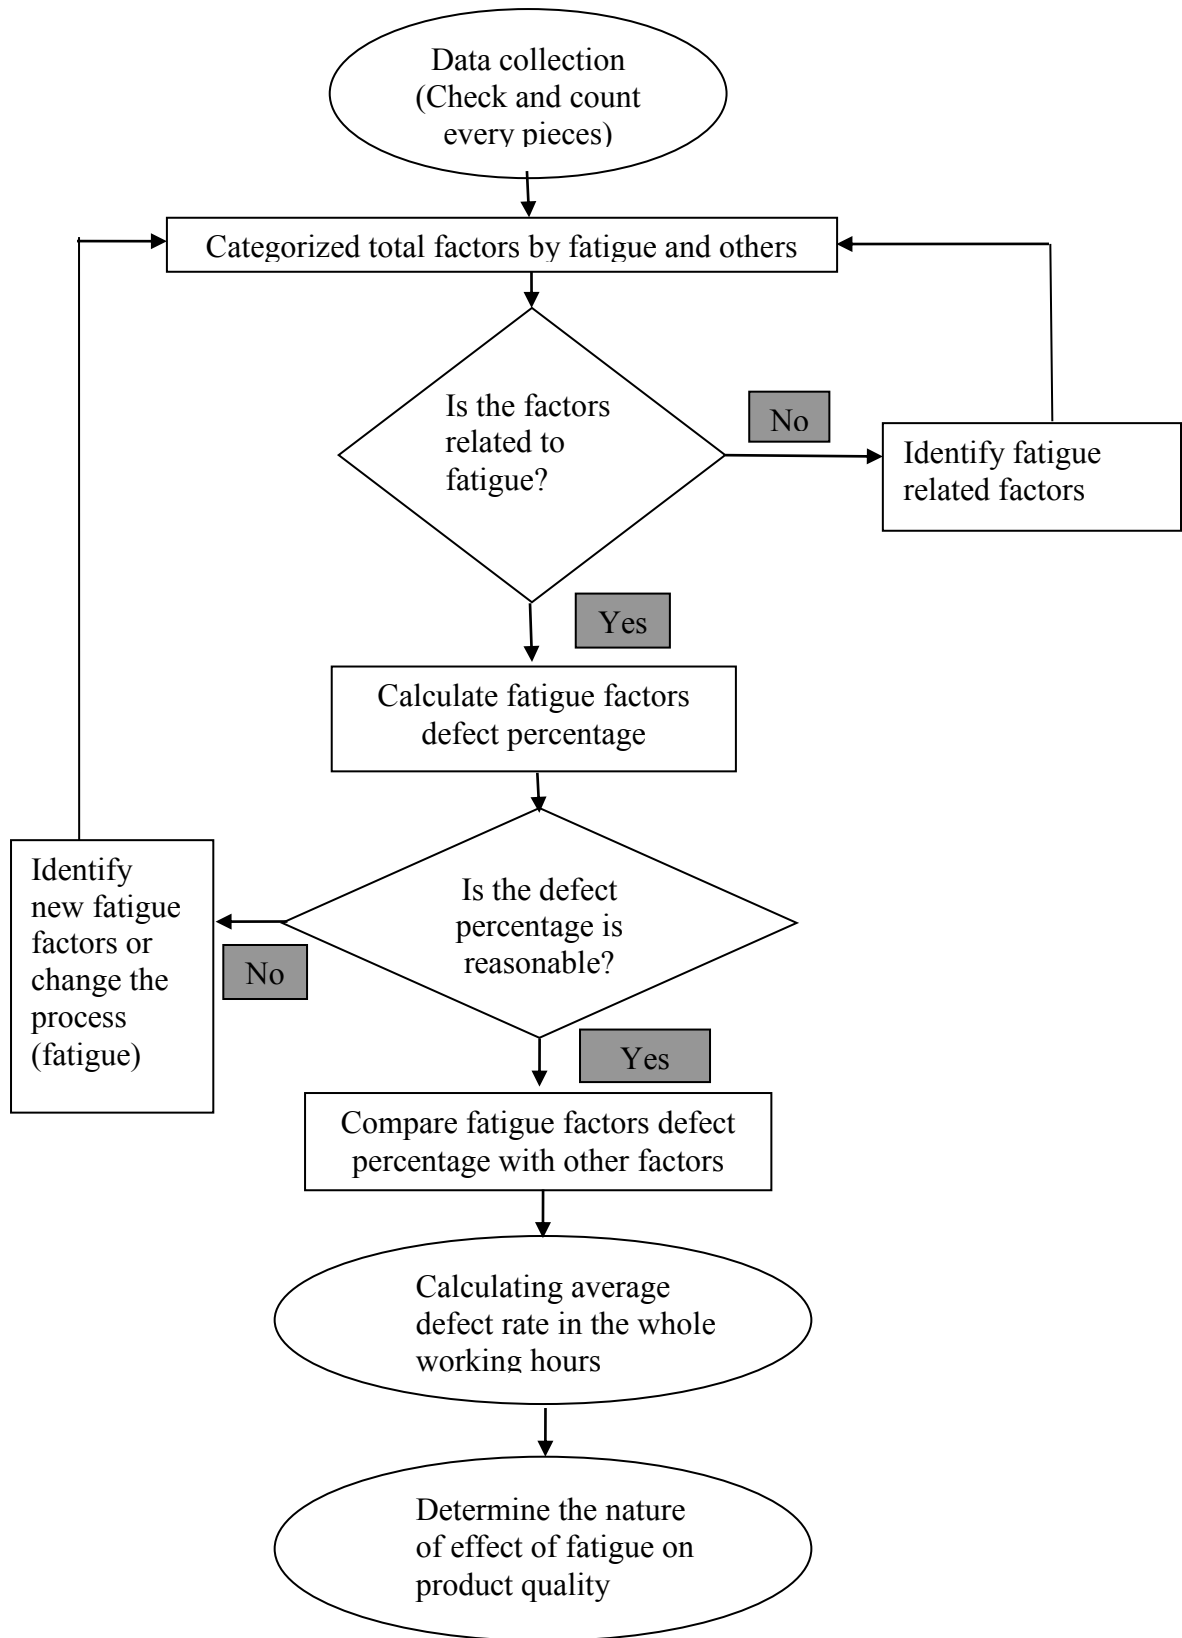 Data collection
(Check and count
every pieces)
Categorized total factors by fatigue and others
Is the factors
related to
fatigue?
No
Identify fatigue
related factors
Yes
Calculate fatigue factors
defect percentage
Identify
new fatigue
factors or
change the
process
(fatigue)
Is the defect
percentage is
reasonable?
No
Yes
Compare fatigue factors defect
percentage with other factors
Calculating average
defect rate in the whole
working hours
Determine the nature
of effect of fatigue on
product quality